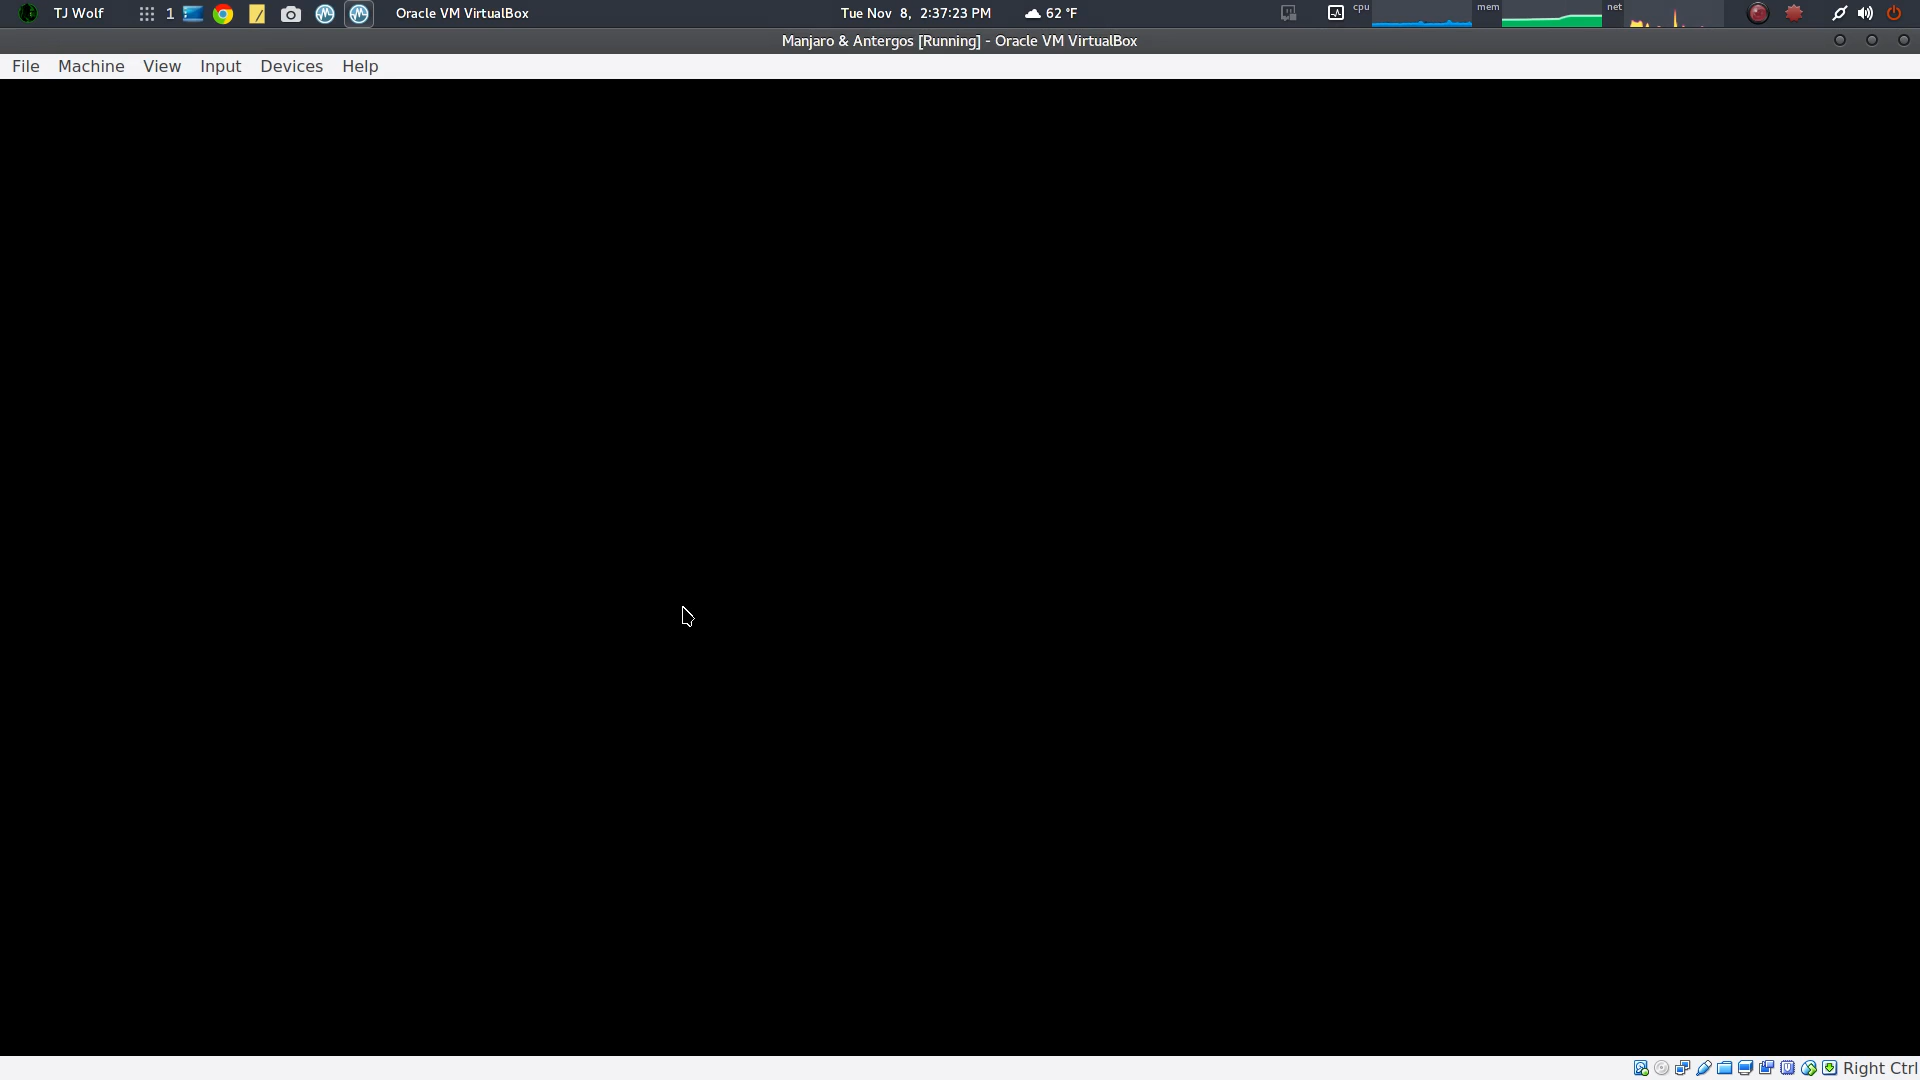 TJ Wolf 1 Oracle VM VirtualBox Tue Nov 8, 2:37:23 PM 62 °F cpu mem net
Manjaro & Antergos [Running] - Oracle VM VirtualBox
File Machine View Input Devices Help
Right Ctrl